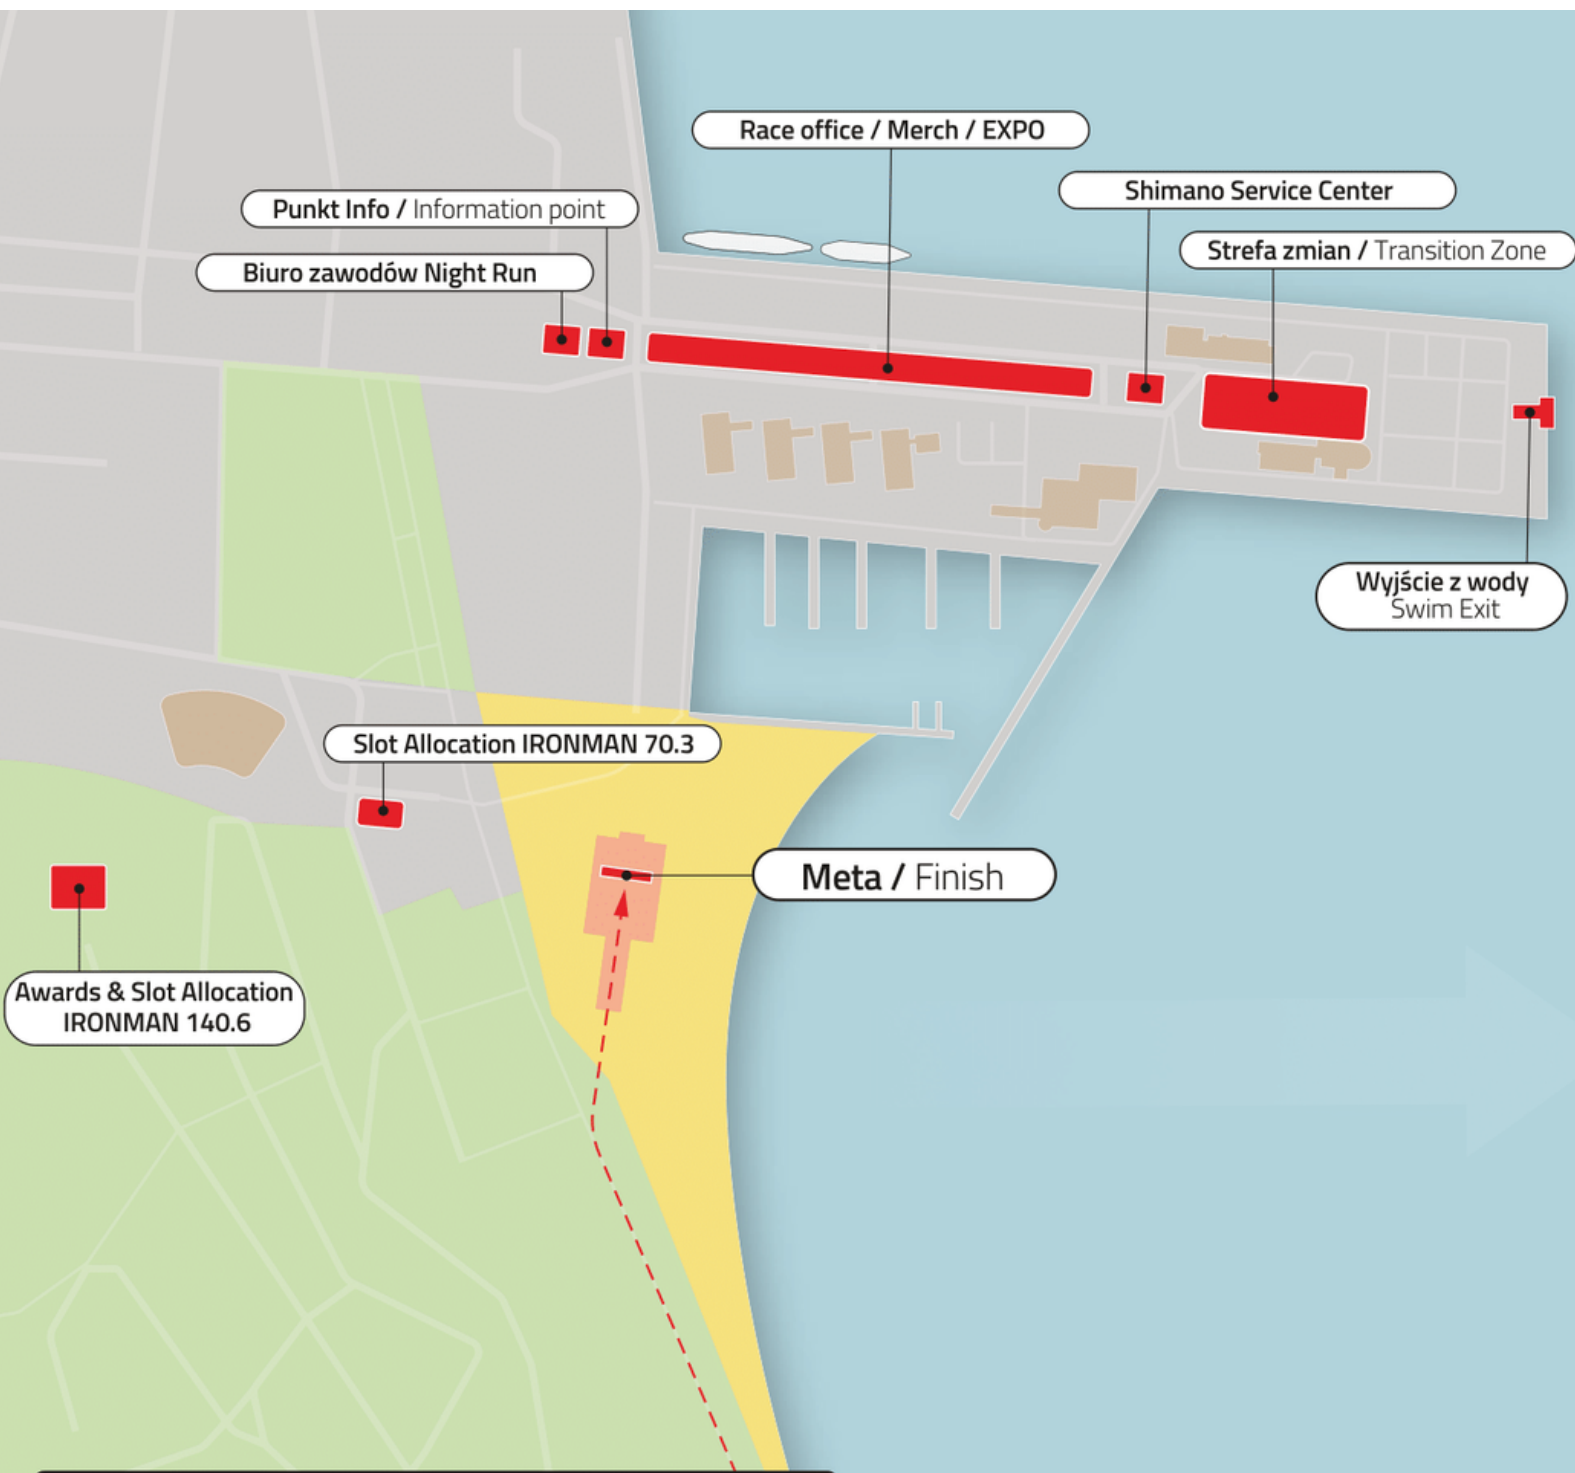 Race office / Merch / EXPO
Shimano Service Center
Punkt Info / Information point
Strefa zmian / Transition Zone
Biuro zawodów Night Run
Wyjście z wody
Swim Exit
Slot Allocation IRONMAN 70.3
Meta / Finish
Awards & Slot Allocation
IRONMAN 140.6